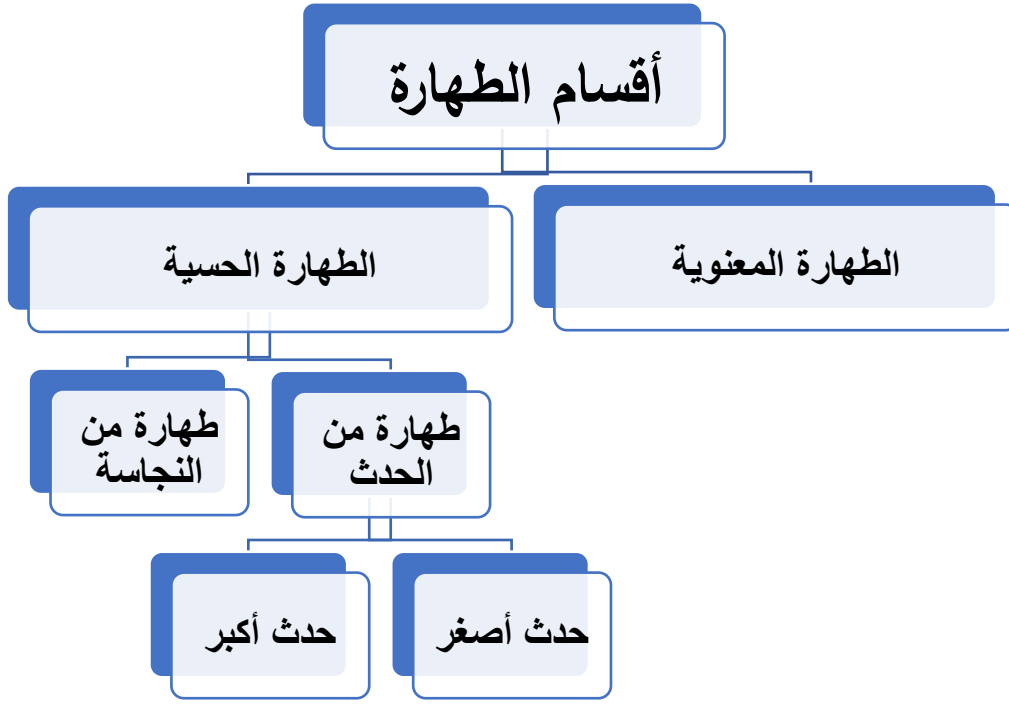 أقسام الطهارة
الطهارة المعنوية
الطهارة الحسية
طهارة من
الحدث
طهارة من
النجاسة
حدث أصغر
حدث أكبر